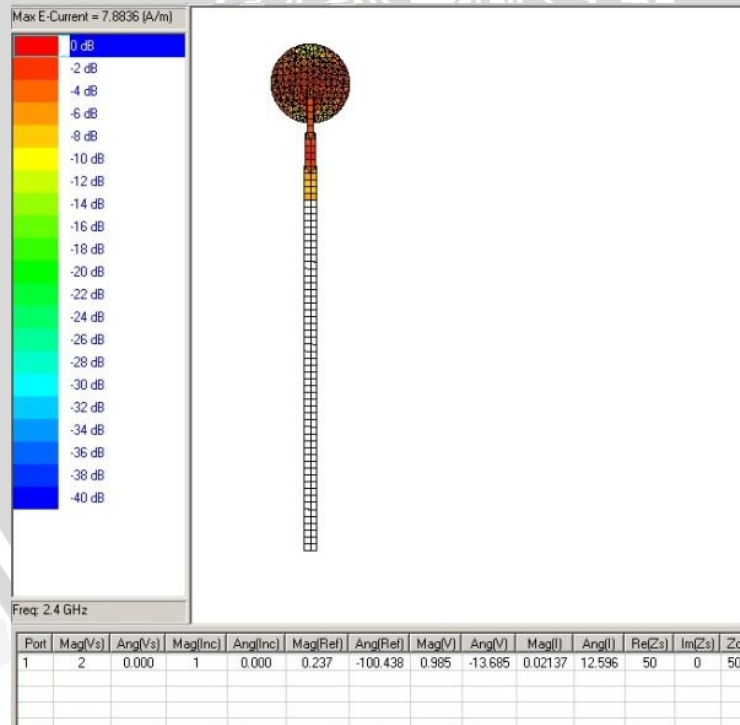 Max E-Current = 7.8836 (A/m)
0 dB
-2 dB
-4 dB
-6 dB
-8 dB
-10 dB
-12 dB
-14 dB
-16 dB
-18 dB
-20 dB
-22 dB
-24 dB
-26 dB
-28 dB
-30 dB
-32 dB
-34 dB
-36 dB
-38 dB
-40 dB
Freq: 2.4 GHz
Port Mag(Vs) Ang(Vs) Mag(Inc) Ang(Inc) Mag(Ref) Ang(Ref) Mag(V) Ang(V) Mag(I) Ang(I) Re(Zs) Im(Zs)
1 2 0.000 1 0.000 0.237 -100.438 0.985 -13.685 0.02137 12.596 50 0 50